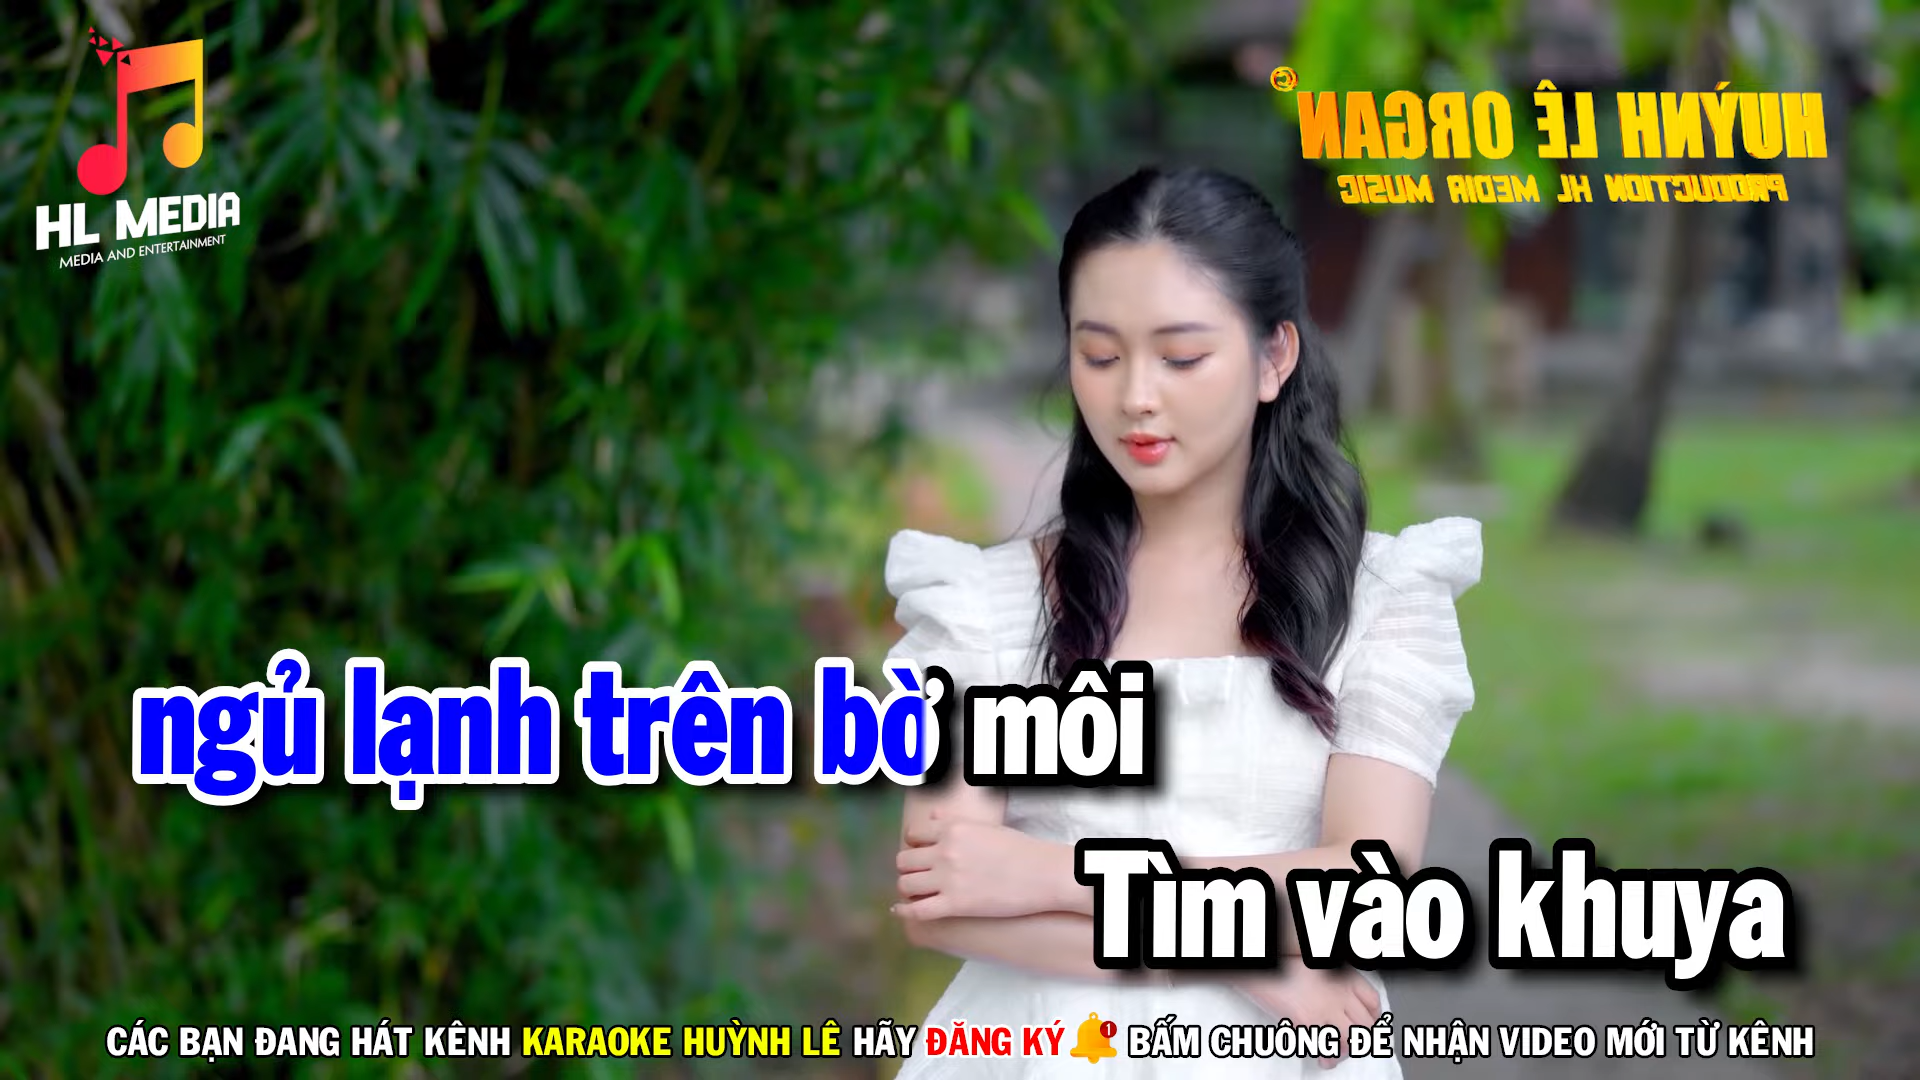 HL MEDIA
MEDIA AND ENTERTAINMENT
HUỲNH LÊ ORGAN
PRODUCTION HL MEDIA MUSIC
ngủ lạnh trên bờ môi
Tìm vào khuya
CÁC BẠN ĐANG HÁT KÊNH KARAOKE HUỲNH LÊ HÃY ĐĂNG KÝ 1 BẤM CHUÔNG ĐỂ NHẬN VIDEO MỚI TỪ KÊNH